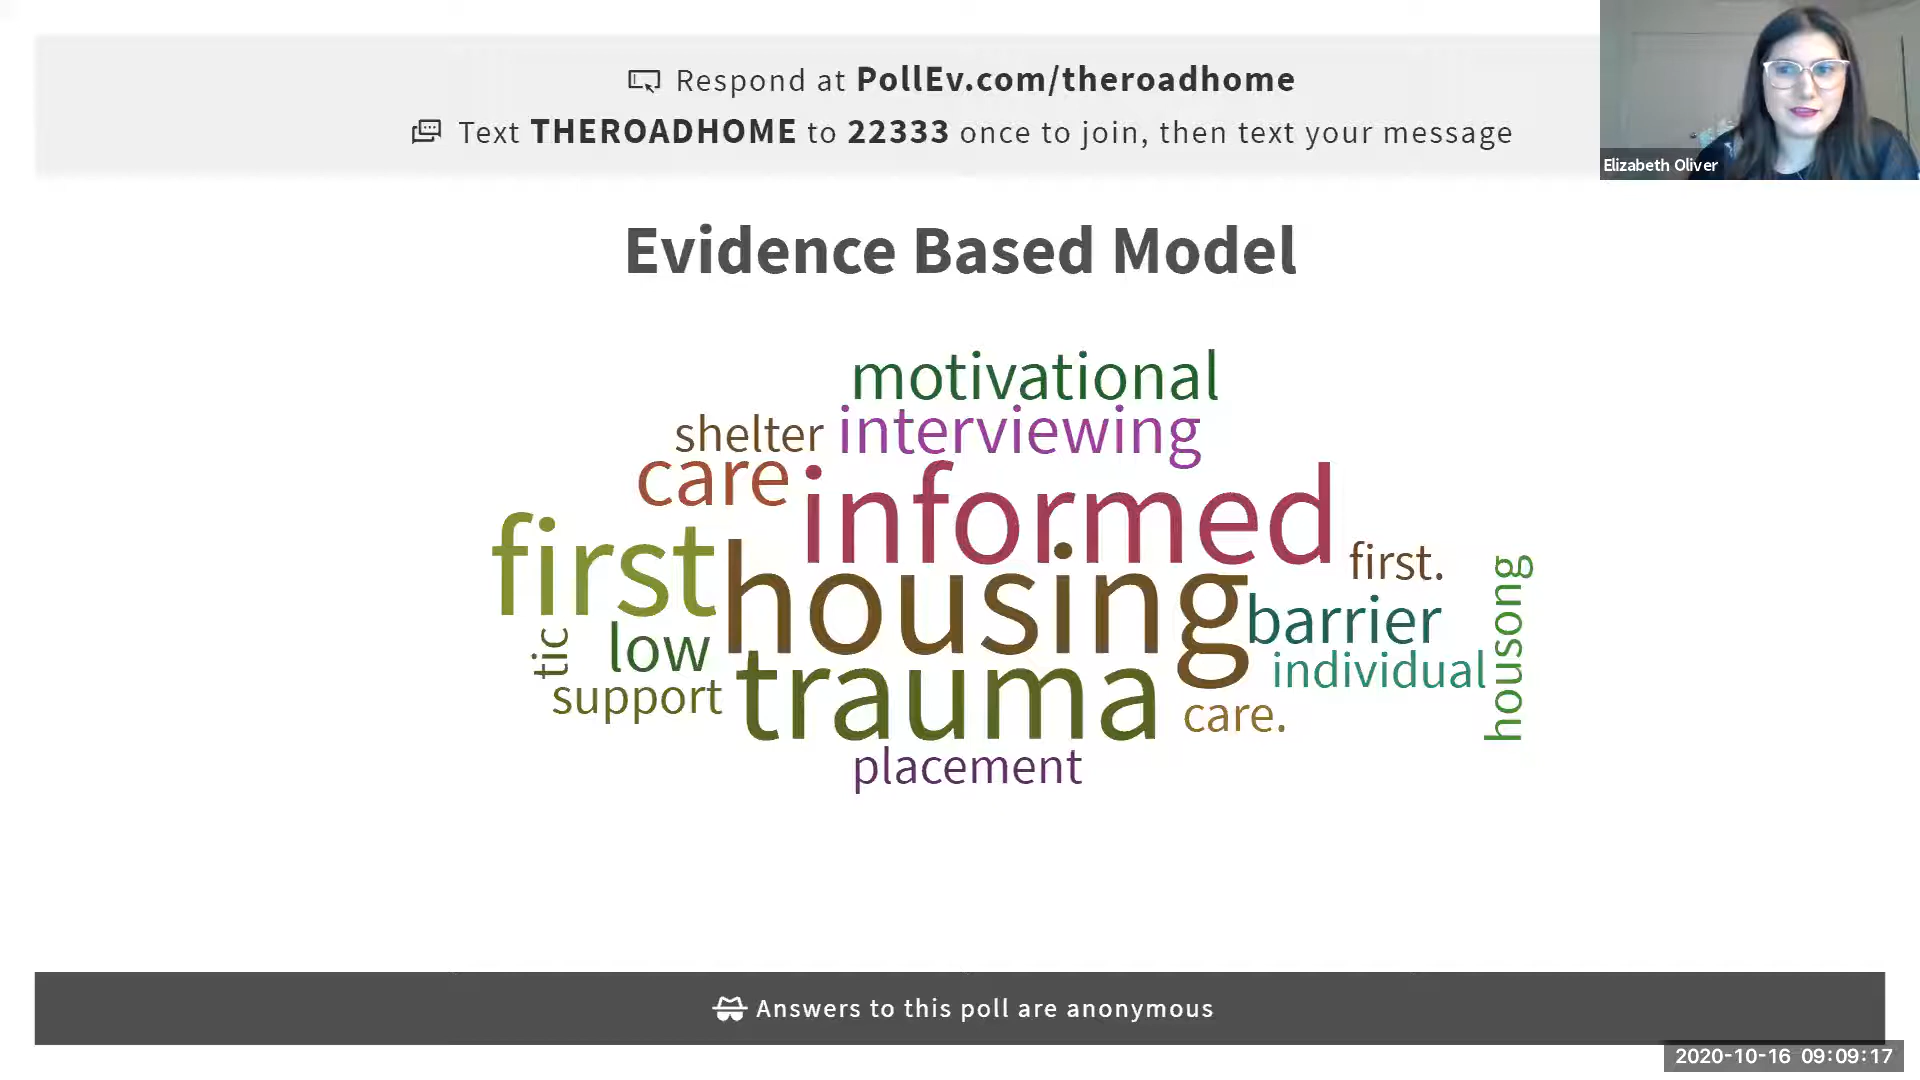 Respond at PollEv.com/theroadhome
Text THEROADHOME to 22333 once to join, then text your message
Elizabeth Oliver
Evidence Based Model
motivational
shelter interviewing
care informed
first housing first.
tic low barrier housong
support trauma individual
care.
placement
Answers to this poll are anonymous
2020-10-16 09:09:17